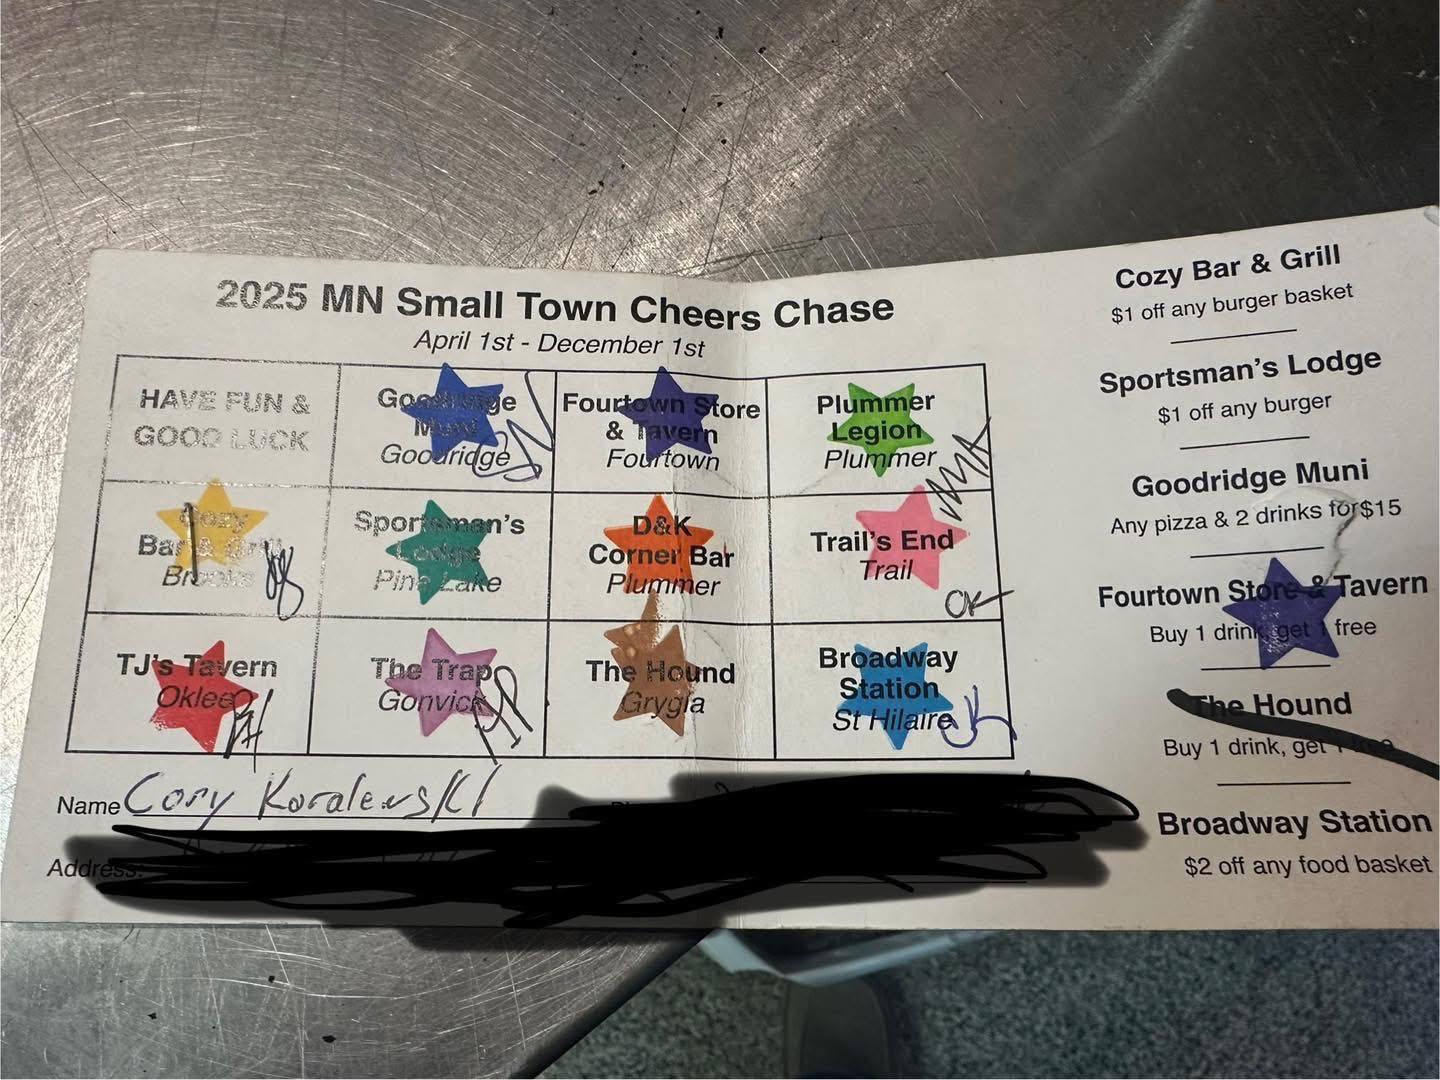 2025 MN Small Town Cheers Chase
April 1st - December 1st
HAVE FUN &
GOOD LUCK
Goodridge
Muni
Goodridge
Fourtown Store
& Tavern
Fourtown
Plummer
Legion
Plummer
Cozy
Bar & Grill
Brooks
Sportsman's
Lodge
Pine Lake
D&K
Corner Bar
Plummer
Trail's End
Trail
OK
TJ's Tavern
Oklee
The Trap
Gonvick
The Hound
Grygla
Broadway
Station
St Hilaire
Name Cory Koralewski
Address:
Cozy Bar & Grill
$1 off any burger basket
Sportsman's Lodge
$1 off any burger
Goodridge Muni
Any pizza & 2 drinks for $15
Fourtown Store & Tavern
Buy 1 drink, get 1 free
The Hound
Buy 1 drink, get 1 free
Broadway Station
$2 off any food basket